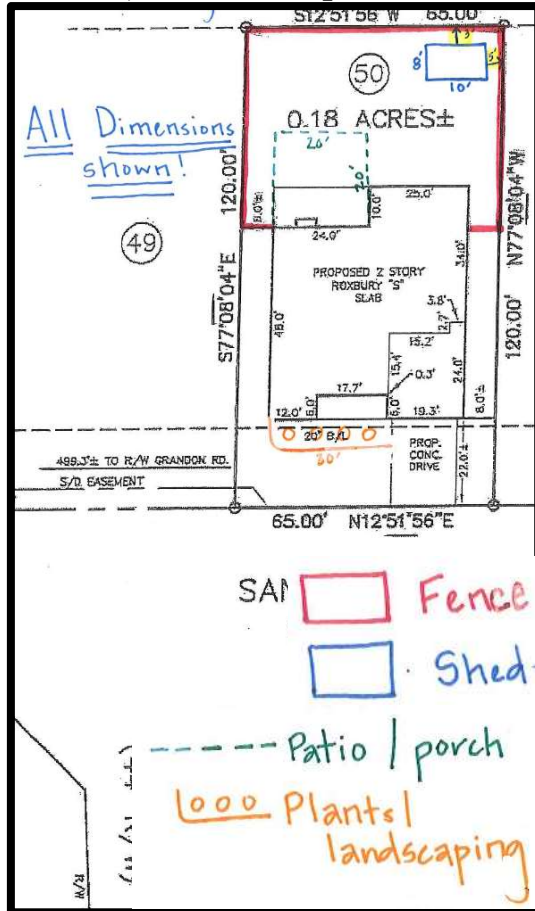 S12°51'56"W 65.00'
3'
50
8'
5'
10'
All Dimensions
shown!
0.18 ACRES±
20'
20'
120.00'
8.0'±
10.0'
25.0'
24.0'
49
S77°08'04"E
N77°08'04"W
PROPOSED 2 STORY
ROXBURY "S"
SLAB
34.0'
3.8'
2.7'
15.2'
48.0'
15.4'
24.0'
120.00'
17.7'
0.3'
12.0'
6.0'
6.0'
19.3'
8.0'±
20' B/L
30'
PROP.
CONC.
DRIVE
22.0'±
499.3'± TO R/W GRANDON RD.
S/D. EASEMENT
65.00' N12°51'56"E
Fence
Shed
Patio / porch
Plants/
landscaping
R/W